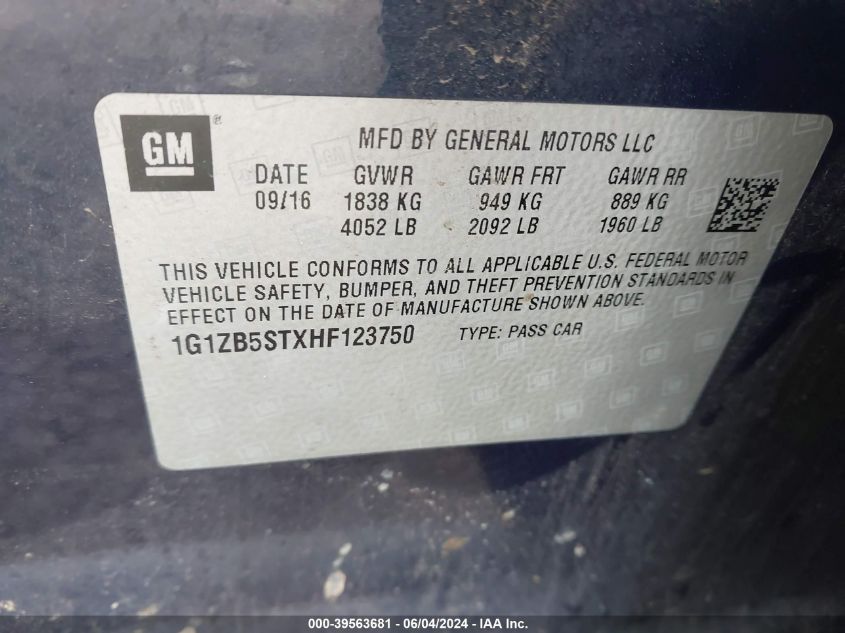 GM®
MFD BY GENERAL MOTORS LLC
DATE GVWR GAWR FRT GAWR RR
09/16 1838 KG 949 KG 889 KG
4052 LB 2092 LB 1960 LB
THIS VEHICLE CONFORMS TO ALL APPLICABLE U.S. FEDERAL MOTOR
VEHICLE SAFETY, BUMPER, AND THEFT PREVENTION STANDARDS IN
EFFECT ON THE DATE OF MANUFACTURE SHOWN ABOVE.
1G1ZB5STXHF123750 TYPE: PASS CAR
000-39563681 - 06/04/2024 - IAA Inc.